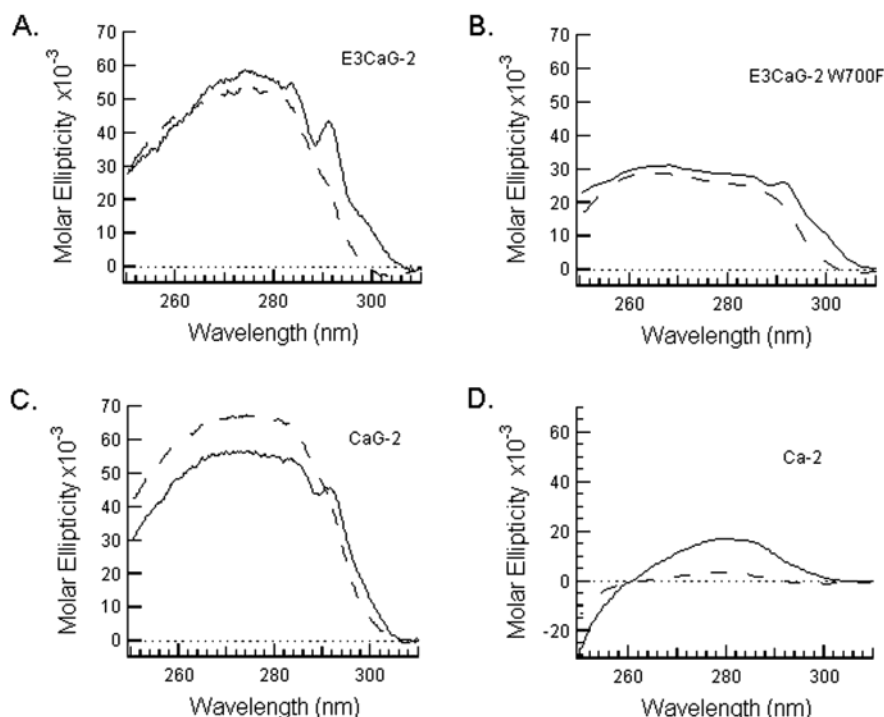 A.
E3CaG-2
Molar Ellipticity x10-3
70
60
50
40
30
20
10
0
260
280
300
Wavelength (nm)
B.
E3CaG-2 W700F
Molar Ellipticity x10-3
70
60
50
40
30
20
10
0
260
280
300
Wavelength (nm)
C.
CaG-2
Molar Ellipticity x10-3
70
60
50
40
30
20
10
0
260
280
300
Wavelength (nm)
D.
Ca-2
Molar Ellipticity x10-3
60
40
20
0
-20
260
280
300
Wavelength (nm)